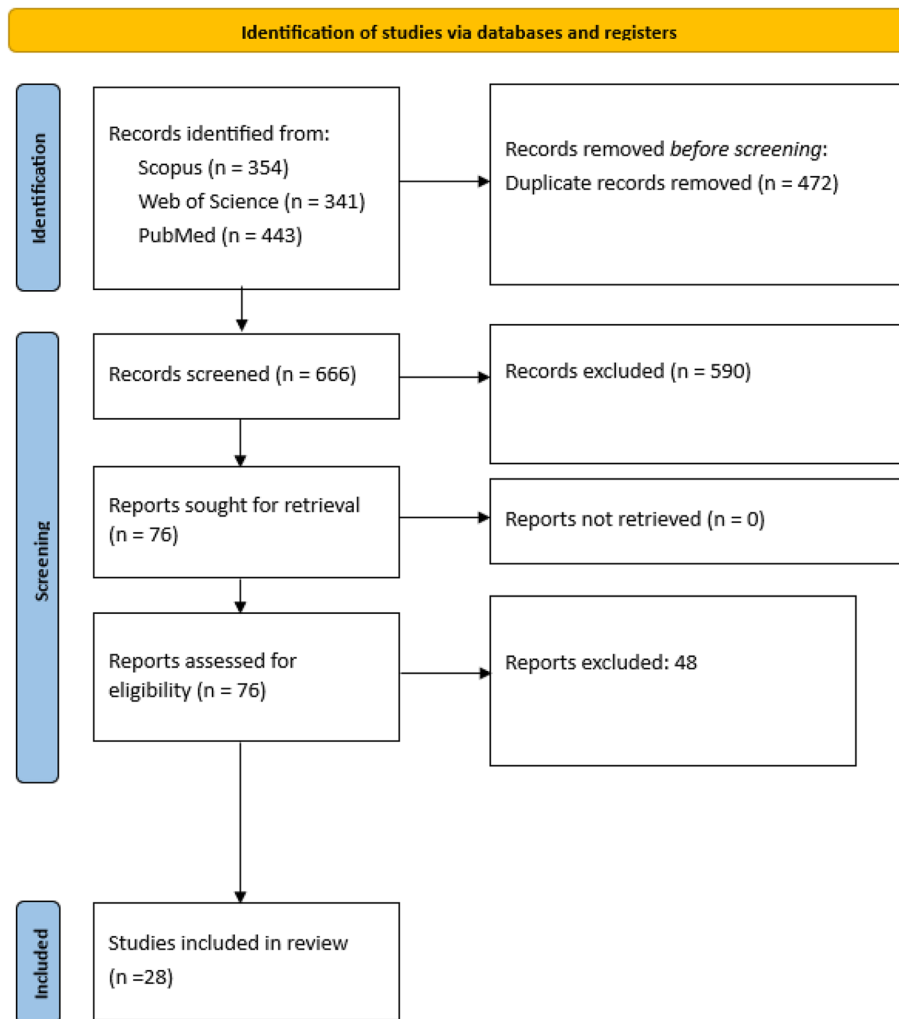 Identification of studies via databases and registers
Identification
Records identified from:
Scopus (n = 354)
Web of Science (n = 341)
PubMed (n = 443)
Records removed before screening:
Duplicate records removed (n = 472)
Screening
Records screened (n = 666)
Records excluded (n = 590)
Reports sought for retrieval
(n = 76)
Reports not retrieved (n = 0)
Reports assessed for
eligibility (n = 76)
Reports excluded: 48
Included
Studies included in review
(n =28)